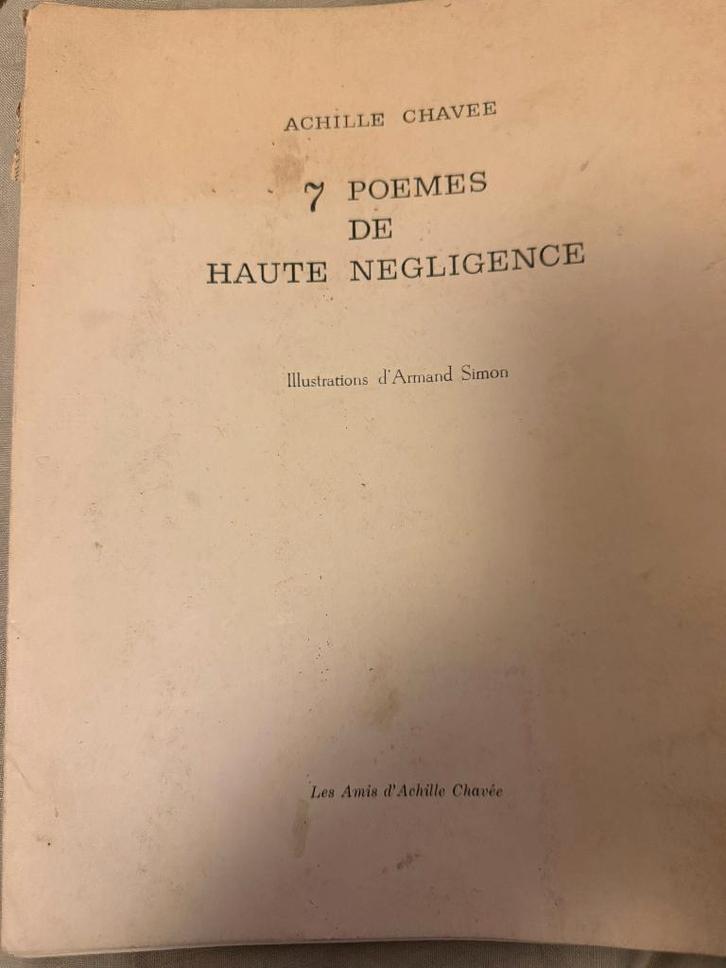 ACHILLE CHAVEE
7 POEMES
DE
HAUTE NEGLIGENCE
Illustrations d'Armand Simon
Les Amis d'Achille Chavée